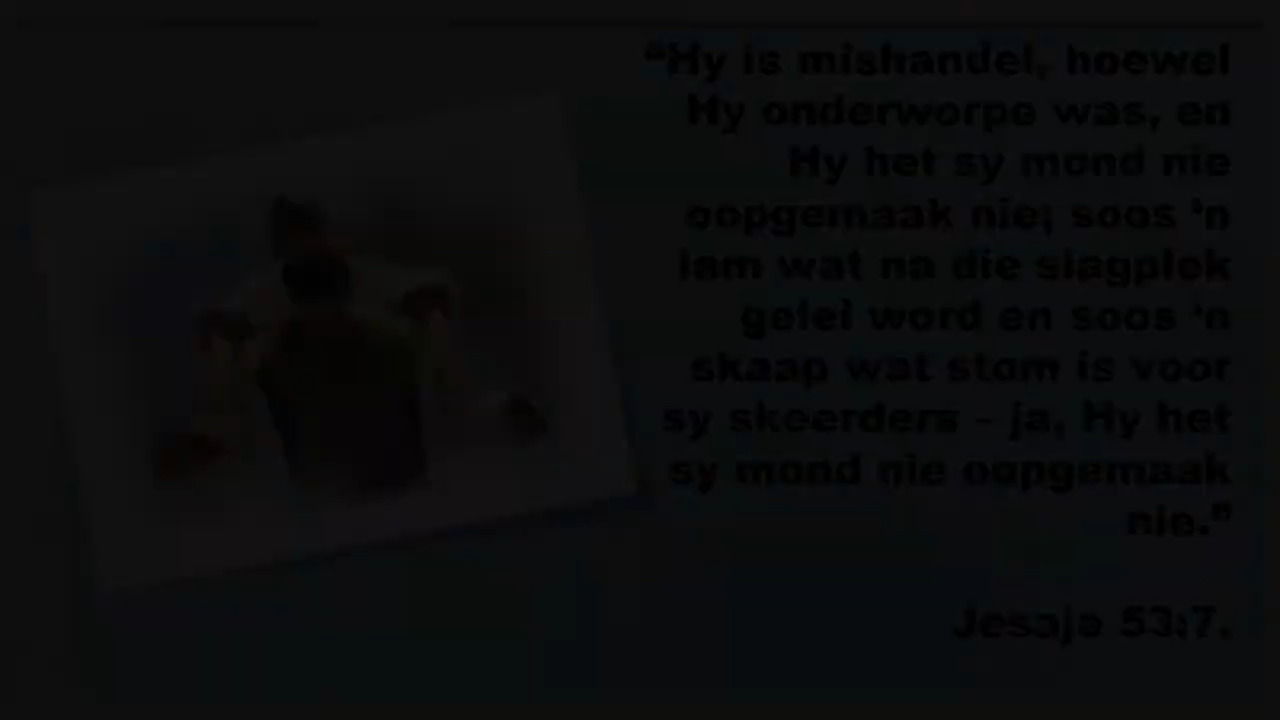 “Hy is mishandel, hoewel
Hy onderworpe was, en
Hy het sy mond nie
oopgemaak nie; soos 'n
lam wat na die slagplek
gelei word en soos 'n
skaap wat stom is voor
sy skeerders - ja, Hy het
sy mond nie oopgemaak
nie.”
Jesaja 53:7.